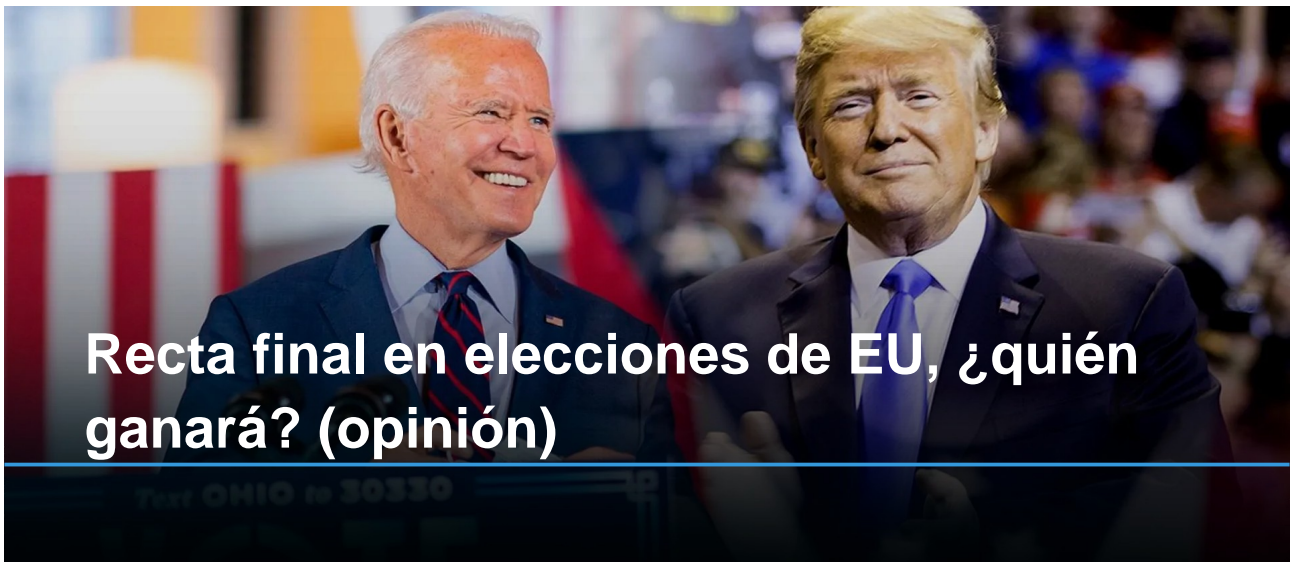 Recta final en elecciones de EU, ¿quién
ganará? (opinión)
Text OHIO to 30330